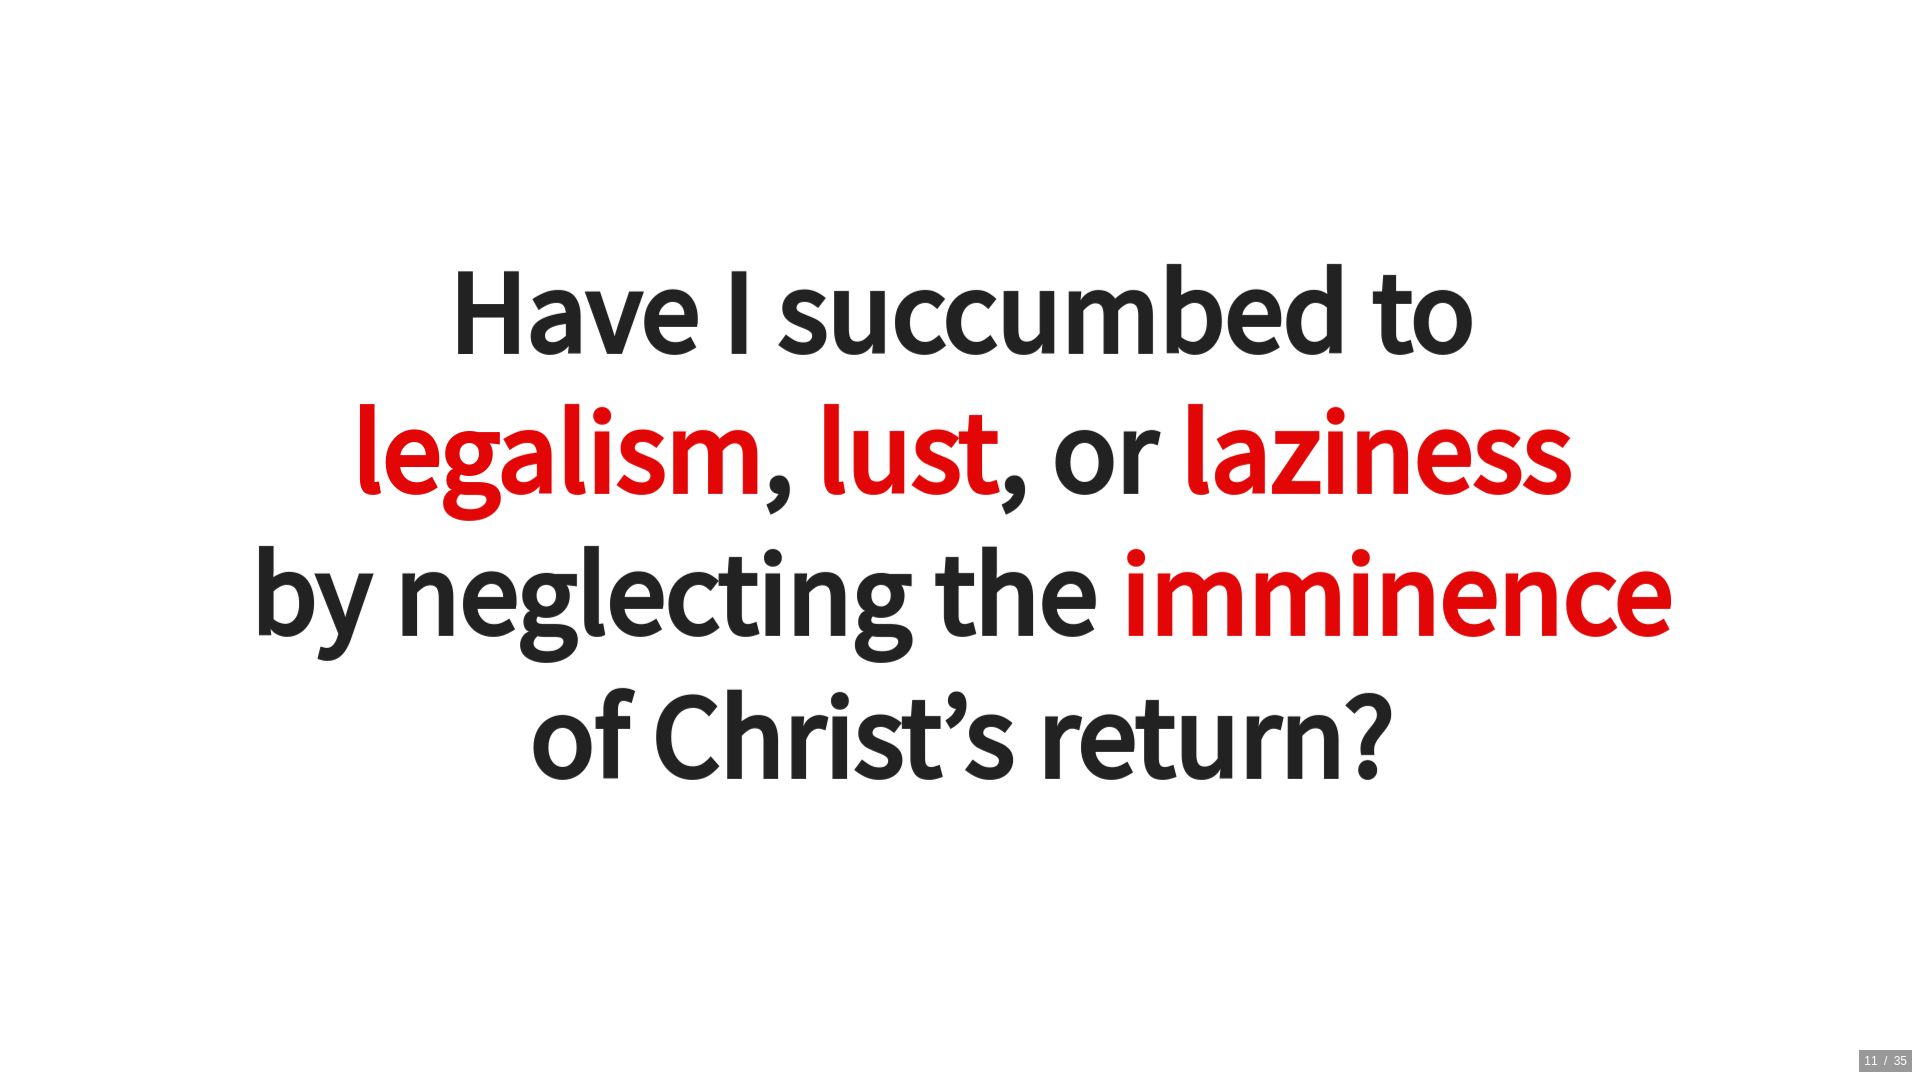 Have I succumbed to
legalism, lust, or laziness
by neglecting the imminence
of Christ’s return?
11 / 35